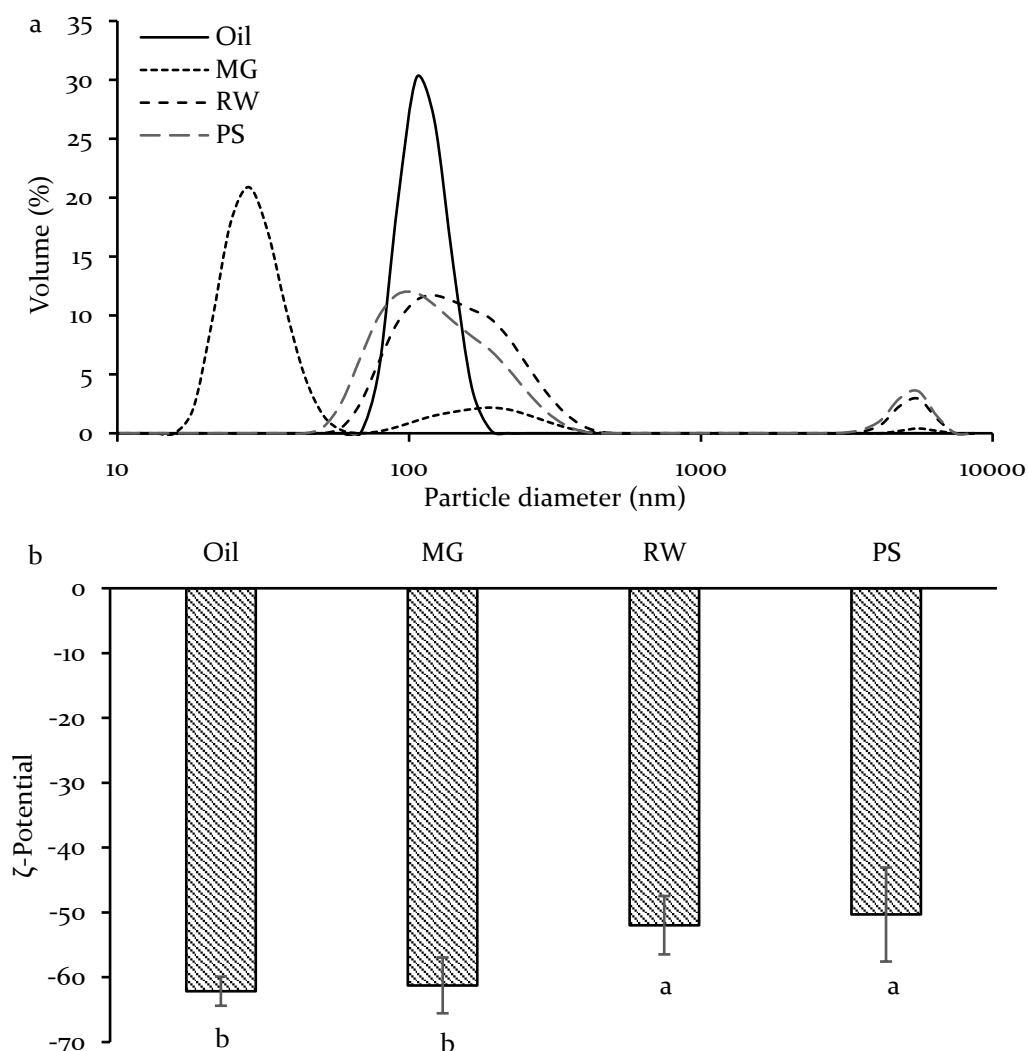 a
35
30
25
20
15
10
5
0
Volume (%)
Oil
MG
RW
PS
10 100 1000 10000
Particle diameter (nm)
b
Oil MG RW PS
0
-10
-20
-30
-40
-50
-60
-70
ζ-Potential
b b a a